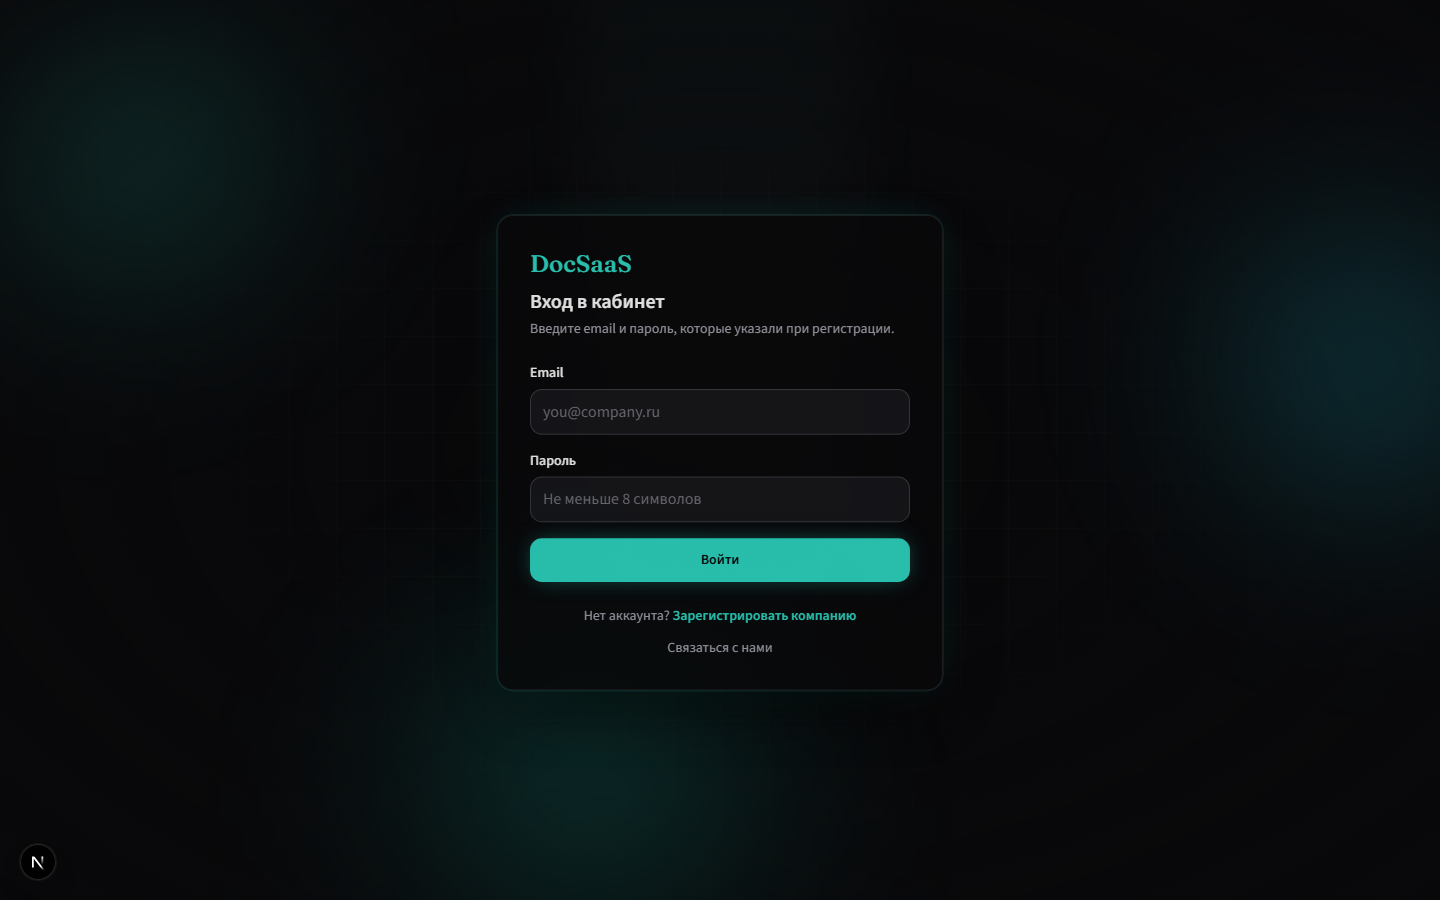 DocSaaS
Вход в кабинет
Введите email и пароль, которые указали при регистрации.
Email
you@company.ru
Пароль
Не меньше 8 символов
Войти
Нет аккаунта? Зарегистрировать компанию
Связаться с нами
N